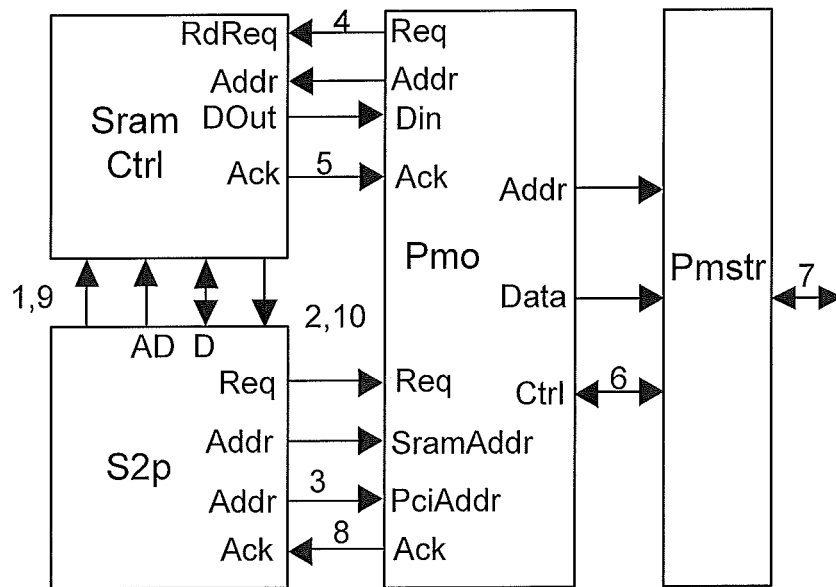 RdReq 4 Req
Addr Addr
Sram Ctrl
DOut Din
Ack 5 Ack
Addr
Pmo
Pmstr
Data
7
1,9
2,10
AD D
Req Req
Ctrl 6
Addr SramAddr
S2p
Addr 3 PciAddr
Ack 8 Ack